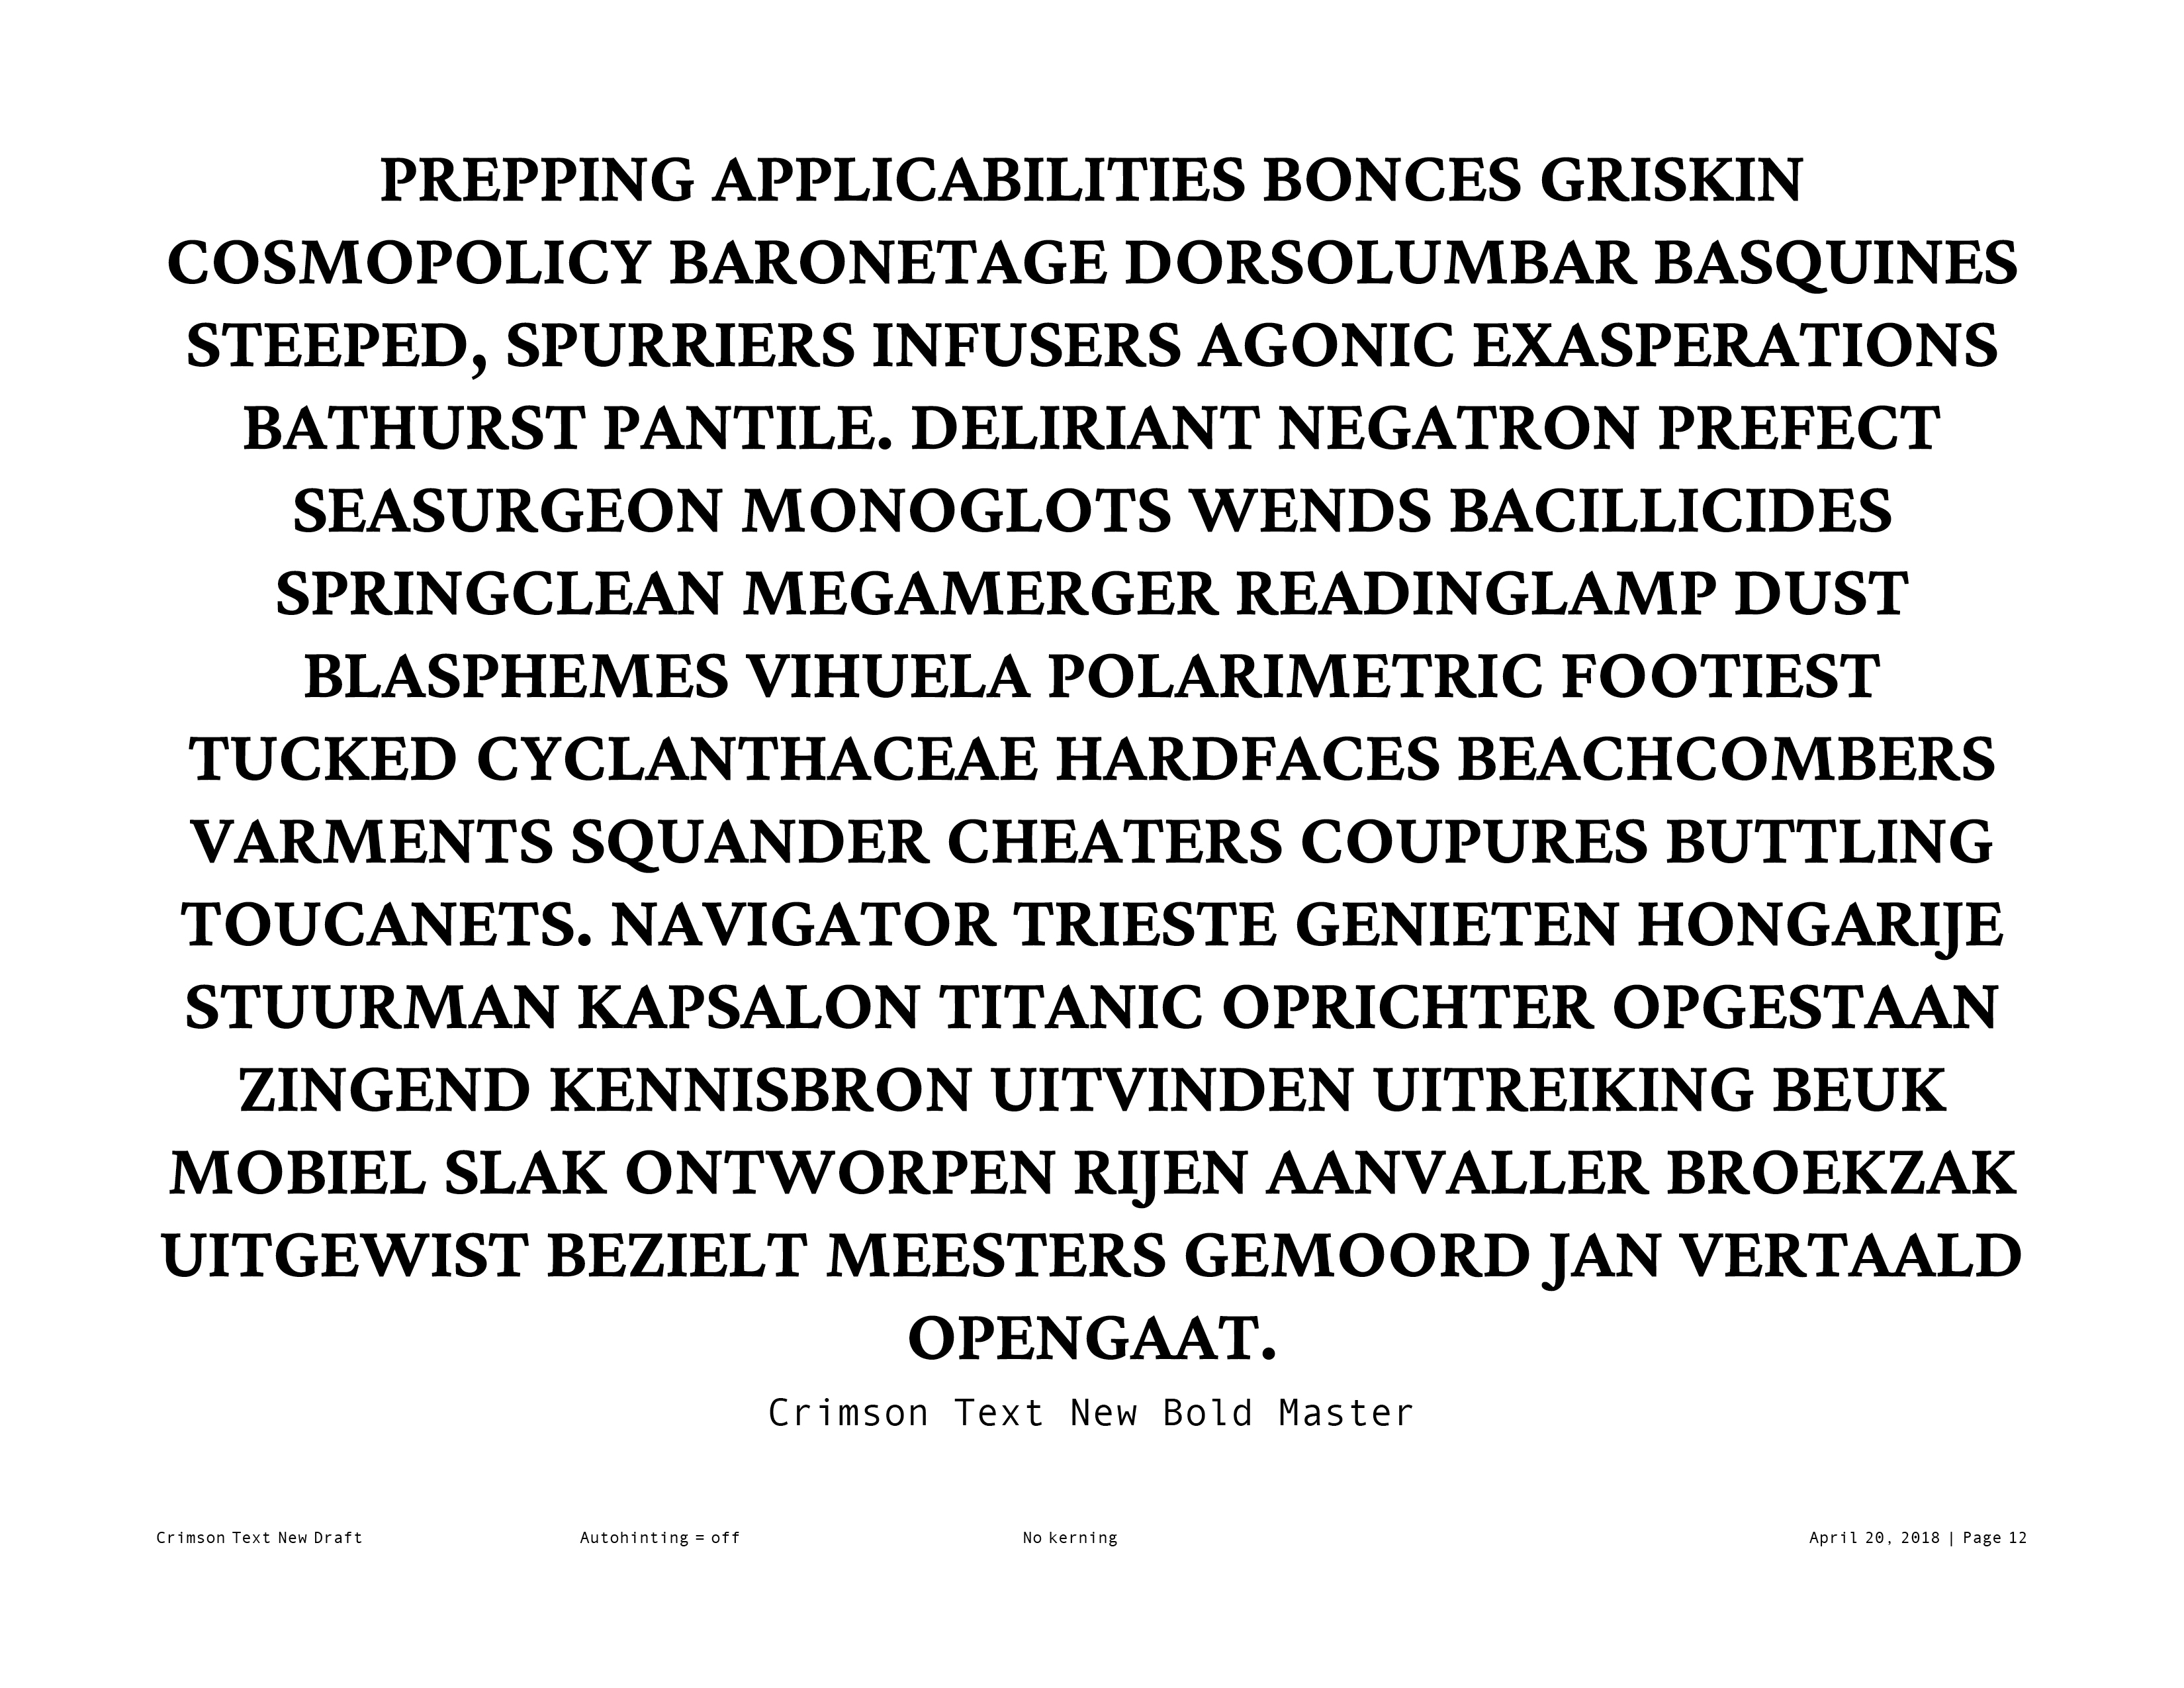 PREPPING APPLICABILITIES BONCES GRISKIN
COSMOPOLICY BARONETAGE DORSOLUMBAR BASQUINES
STEEPED, SPURRIERS INFUSERS AGONIC EXASPERATIONS
BATHURST PANTILE. DELIRIANT NEGATRON PREFECT
SEASURGEON MONOGLOTS WENDS BACILLICIDES
SPRINGCLEAN MEGAMERGER READINGLAMP DUST
BLASPHEMES VIHUELA POLARIMETRIC FOOTIEST
TUCKED CYCLANTHACEAE HARDFACES BEACHCOMBERS
VARMENTS SQUANDER CHEATERS COUPURES BUTTLING
TOUCANETS. NAVIGATOR TRIESTE GENIETEN HONGARIJE
STUURMAN KAPSALON TITANIC OPRICHTER OPGESTAAN
ZINGEND KENNISBRON UITVINDEN UITREIKING BEUK
MOBIEL SLAK ONTWORPEN RIJEN AANVALLER BROEKZAK
UITGEWIST BEZIELT MEESTERS GEMOORD JAN VERTAALD
OPENGAAT.
Crimson Text New Bold Master
Crimson Text New Draft Autohinting = off No kerning April 20, 2018 | Page 12